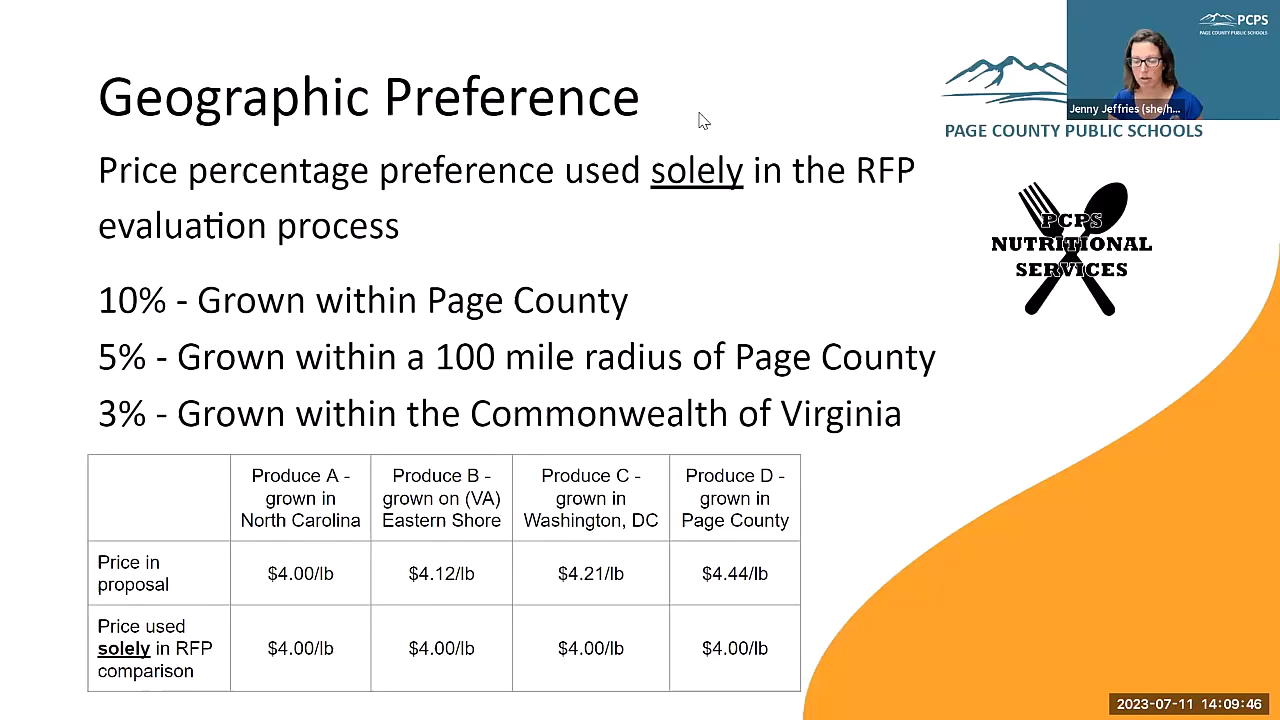 Geographic Preference
Price percentage preference used solely in the RFP
evaluation process
10% - Grown within Page County
5% - Grown within a 100 mile radius of Page County
3% - Grown within the Commonwealth of Virginia
Produce A -
grown in
North Carolina
Produce B -
grown on (VA)
Eastern Shore
Produce C -
grown in
Washington, DC
Produce D -
grown in
Page County
Price in
proposal
$4.00/lb
$4.12/lb
$4.21/lb
$4.44/lb
Price used
solely in RFP
comparison
$4.00/lb
$4.00/lb
$4.00/lb
$4.00/lb
PCPS
PAGE COUNTY PUBLIC SCHOOLS
Jenny Jeffries (she/h...
PAGE COUNTY PUBLIC SCHOOLS
PCPS
NUTRITIONAL
SERVICES
2023-07-11 14:09:46